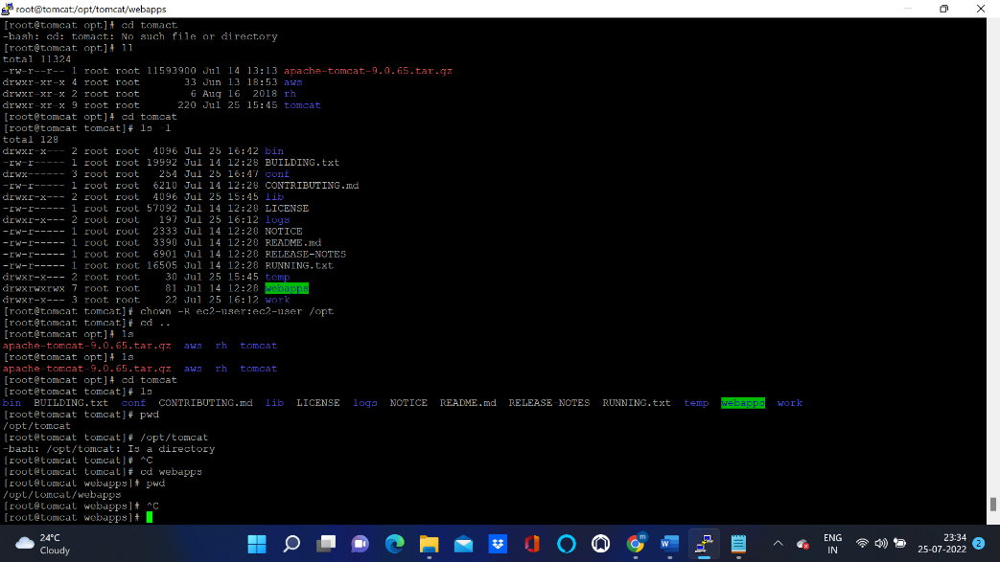 root@tomcat:/opt/tomcat/webapps
[root@tomcat opt]# cd tomact
-bash: cd: tomact: No such file or directory
[root@tomcat opt]# ll
total 11324
-rw-r--r-- 1 root root 11593900 Jul 14 13:13 apache-tomcat-9.0.65.tar.gz
drwxr-xr-x 4 root root       33 Jun 13 18:53 aws
drwxr-xr-x 2 root root        6 Aug 16  2018 rh
drwxr-xr-x 9 root root      220 Jul 25 15:45 tomcat
[root@tomcat opt]# cd tomcat
[root@tomcat tomcat]# ls -l
total 128
drwxr-x--- 2 root root  4096 Jul 25 16:42 bin
-rw-r----- 1 root root 19992 Jul 14 12:28 BUILDING.txt
drwx------ 3 root root   254 Jul 25 16:47 conf
-rw-r----- 1 root root  6210 Jul 14 12:28 CONTRIBUTING.md
drwxr-x--- 2 root root  4096 Jul 25 15:45 lib
-rw-r----- 1 root root 57092 Jul 14 12:28 LICENSE
drwxr-x--- 2 root root   197 Jul 25 16:12 logs
-rw-r----- 1 root root  2333 Jul 14 12:28 NOTICE
-rw-r----- 1 root root  3398 Jul 14 12:28 README.md
-rw-r----- 1 root root  6901 Jul 14 12:28 RELEASE-NOTES
-rw-r----- 1 root root 16505 Jul 14 12:28 RUNNING.txt
drwxr-x--- 2 root root    30 Jul 25 15:45 temp
drwxrwxrwx 7 root root    81 Jul 14 12:28 webapps
drwxr-x--- 3 root root    22 Jul 25 16:12 work
[root@tomcat tomcat]# chown -R ec2-user:ec2-user /opt
[root@tomcat tomcat]# cd ..
[root@tomcat opt]# ls
apache-tomcat-9.0.65.tar.gz  aws  rh  tomcat
[root@tomcat opt]# ls
apache-tomcat-9.0.65.tar.gz  aws  rh  tomcat
[root@tomcat opt]# cd tomcat
[root@tomcat tomcat]# ls
bin  BUILDING.txt  conf  CONTRIBUTING.md  lib  LICENSE  logs  NOTICE  README.md  RELEASE-NOTES  RUNNING.txt  temp  webapps  work
[root@tomcat tomcat]# pwd
/opt/tomcat
[root@tomcat tomcat]# /opt/tomcat
-bash: /opt/tomcat: Is a directory
[root@tomcat tomcat]# ^C
[root@tomcat tomcat]# cd webapps
[root@tomcat webapps]# pwd
/opt/tomcat/webapps
[root@tomcat webapps]# ^C
[root@tomcat webapps]#
24°C
Cloudy
m
W
ENG
IN
23:34
25-07-2022
2